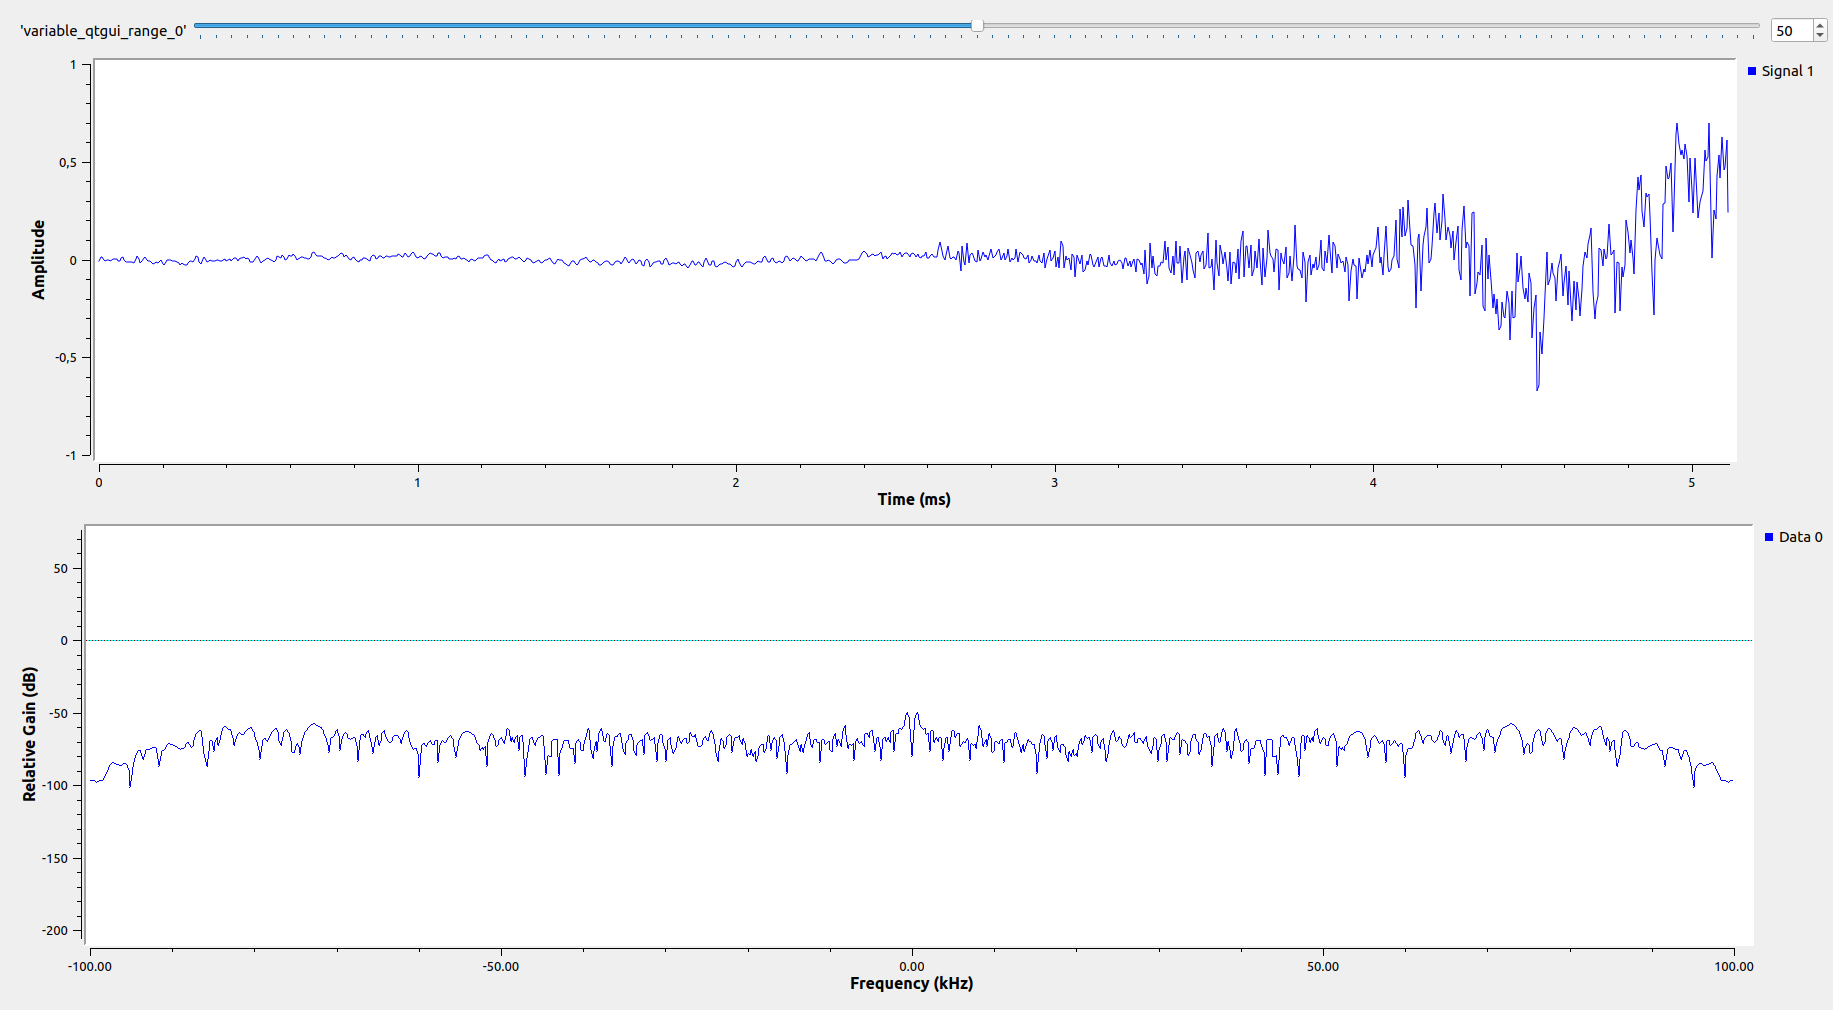 'variable_qtgui_range_0'
50
Signal 1
1
0,5
0
-0,5
-1
Amplitude
0 1 2 3 4 5
Time (ms)
Data 0
50
0
-50
-100
-150
-200
Relative Gain (dB)
-100.00 -50.00 0.00 50.00 100.00
Frequency (kHz)